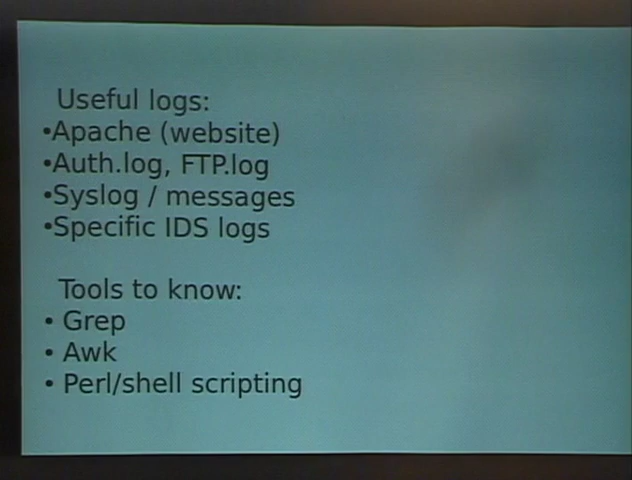 Useful logs:
•Apache (website)
•Auth.log, FTP.log
•Syslog / messages
•Specific IDS logs
Tools to know:
• Grep
• Awk
• Perl/shell scripting